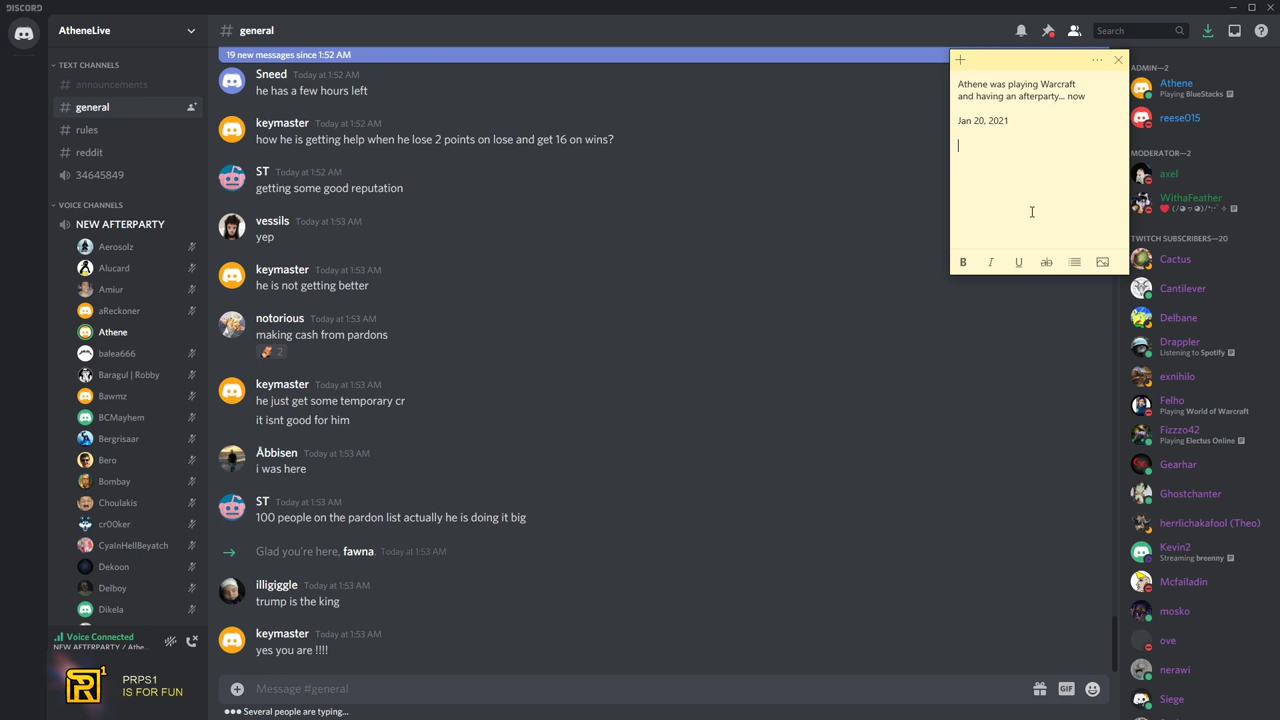 DISCORD
AtheneLive
TEXT CHANNELS
# announcements
# general
# rules
# reddit
34645849
VOICE CHANNELS
NEW AFTERPARTY
Aerosolz
Alucard
Amiur
aReckoner
Athene
balea666
Baragul | Robby
Bawmz
BCMayhem
Bergrisaar
Bero
Bombay
Choulakis
cr00ker
CyaInHellBeyatch
Dekoon
Delboy
Dikela
Voice Connected
NEW AFTERPARTY / Athe...
R1
PRPS1
IS FOR FUN
# general
Search
19 new messages since 1:52 AM
Sneed Today at 1:52 AM
he has a few hours left
keymaster Today at 1:52 AM
how he is getting help when he lose 2 points on lose and get 16 on wins?
ST Today at 1:52 AM
getting some good reputation
vessils Today at 1:53 AM
yep
keymaster Today at 1:53 AM
he is not getting better
notorious Today at 1:53 AM
making cash from pardons
2
keymaster Today at 1:53 AM
he just get some temporary cr
it isnt good for him
Åbbisen Today at 1:53 AM
i was here
ST Today at 1:53 AM
100 people on the pardon list actually he is doing it big
Glad you're here, fawna. Today at 1:53 AM
illigiggle Today at 1:53 AM
trump is the king
keymaster Today at 1:53 AM
yes you are !!!!
Message #general
GIF
Several people are typing...
Athene was playing Warcraft
and having an afterparty... now
Jan 20, 2021
B I U ab
ADMIN—2
Athene
Playing BlueStacks
reese015
MODERATOR—2
axel
WithaFeather
TWITCH SUBSCRIBERS—20
Cactus
Cantilever
Delbane
Drappler
Listening to Spotify
exnihilo
Felho
Playing World of Warcraft
Fizzzo42
Playing Electus Online
Gearhar
Ghostchanter
herrlichakafool (Theo)
Kevin2
Streaming breenny
Mcfailadin
mosko
ove
nerawi
Siege